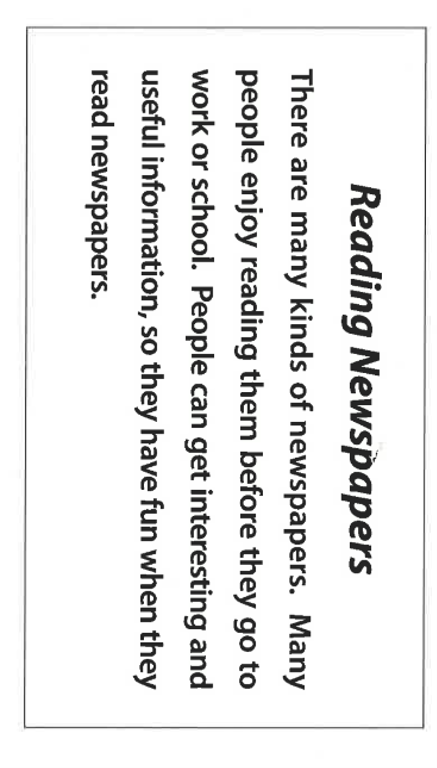 Reading Newspapers
There are many kinds of newspapers. Many
people enjoy reading them before they go to
work or school. People can get interesting and
useful information, so they have fun when they
read newspapers.